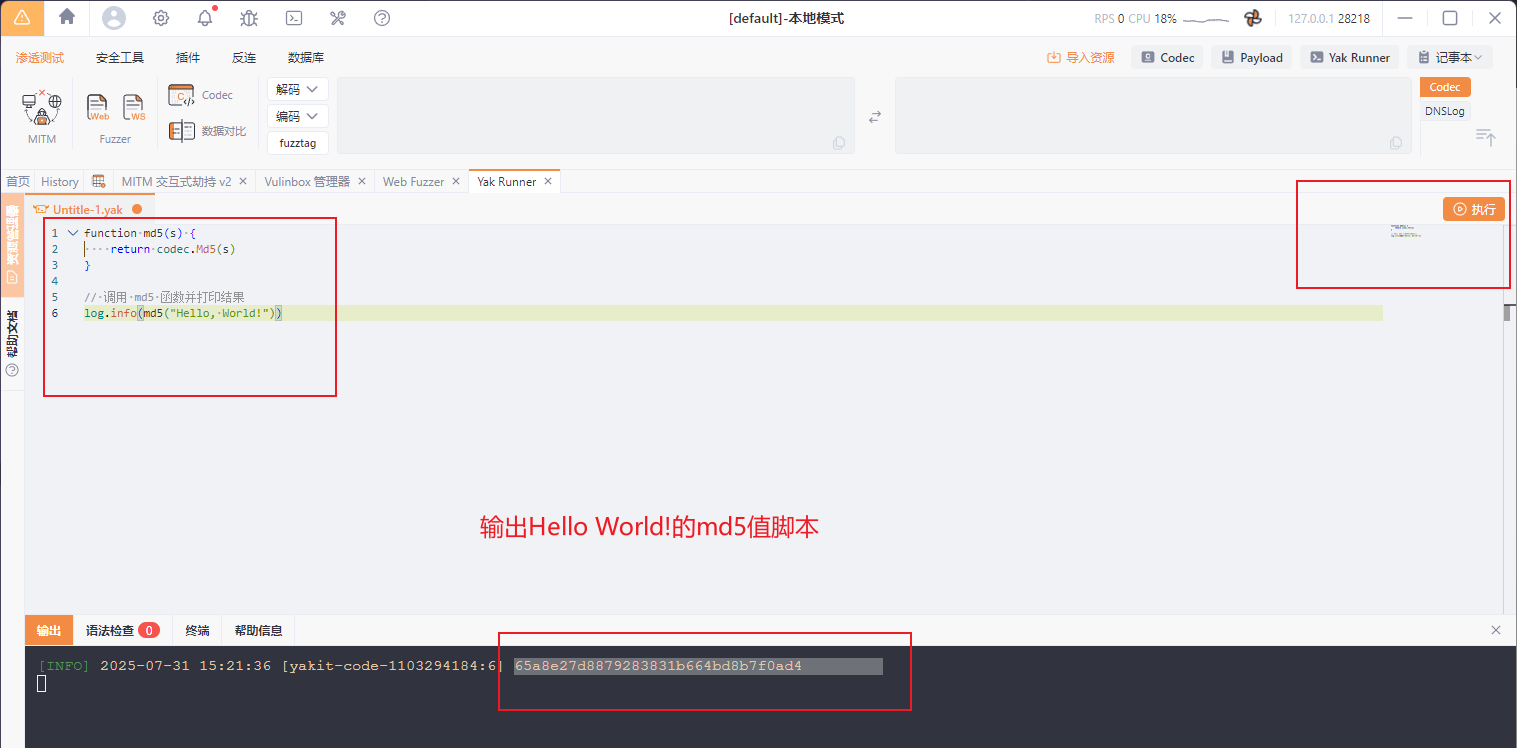 [default]-本地模式
RPS 0 CPU 18%
127.0.0.1 28218
渗透测试 安全工具 插件 反连 数据库
导入资源 Codec Payload Yak Runner 记事本
MITM
Web WS
Fuzzer
Codec
数据对比
解码
编码
fuzztag
Codec
DNSLog
首页 History MITM 交互式劫持 v2 Vulinbox 管理器 Web Fuzzer Yak Runner
资源管理器
帮助文档
Untitle-1.yak
执行
1 function md5(s) {
2 return codec.Md5(s)
3 }
4
5 // 调用 md5 函数并打印结果
6 log.info(md5("Hello, World!"))
输出Hello World!的md5值脚本
输出 语法检查 0 终端 帮助信息
[INFO] 2025-07-31 15:21:36 [yakit-code-1103294184:6] 65a8e27d8879283831b664bd8b7f0ad4